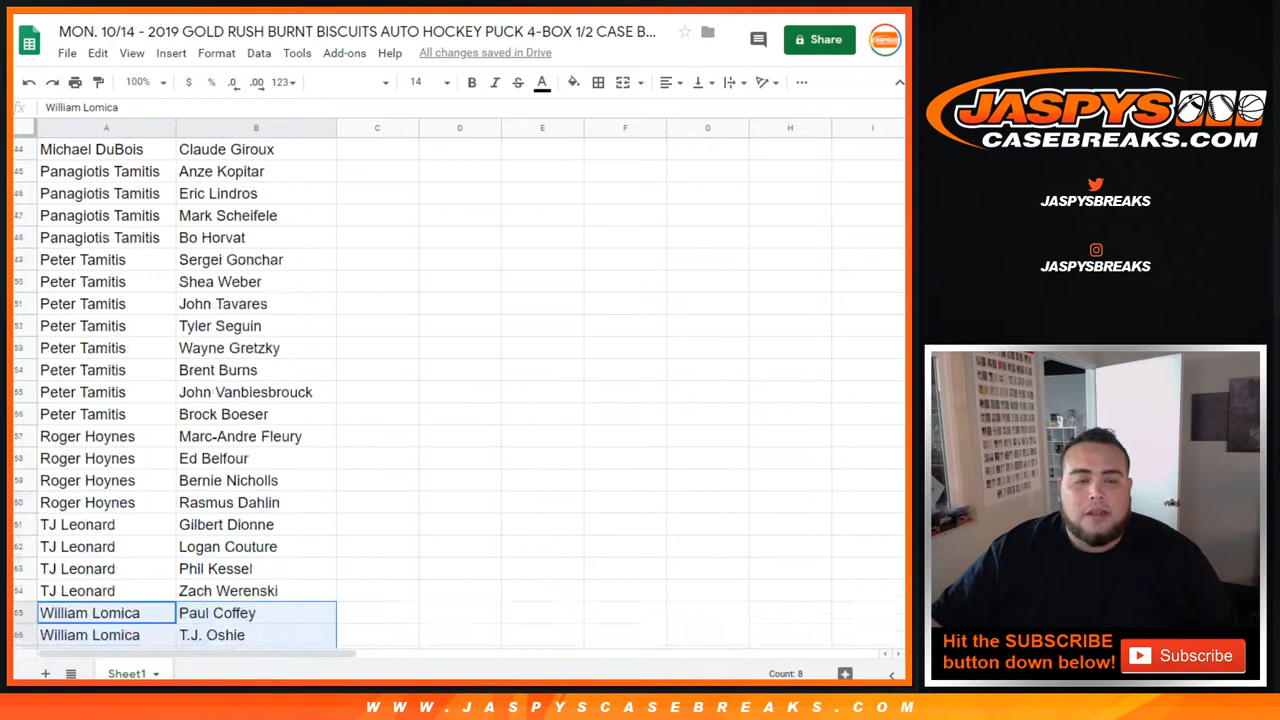 MON. 10/14 - 2019 GOLD RUSH BURNT BISCUITS AUTO HOCKEY PUCK 4-BOX 1/2 CASE B...
Share
File Edit View Insert Format Data Tools Add-ons Help All changes saved in Drive
100% $ % .0 .00 123 14 B I S A ...
fx William Lomica
A B C D E F G H I
44 Michael DuBois Claude Giroux
45 Panagiotis Tamitis Anze Kopitar
46 Panagiotis Tamitis Eric Lindros
47 Panagiotis Tamitis Mark Scheifele
48 Panagiotis Tamitis Bo Horvat
49 Peter Tamitis Sergei Gonchar
50 Peter Tamitis Shea Weber
51 Peter Tamitis John Tavares
52 Peter Tamitis Tyler Seguin
53 Peter Tamitis Wayne Gretzky
54 Peter Tamitis Brent Burns
55 Peter Tamitis John Vanbiesbrouck
56 Peter Tamitis Brock Boeser
57 Roger Hoynes Marc-Andre Fleury
58 Roger Hoynes Ed Belfour
59 Roger Hoynes Bernie Nicholls
60 Roger Hoynes Rasmus Dahlin
61 TJ Leonard Gilbert Dionne
62 TJ Leonard Logan Couture
63 TJ Leonard Phil Kessel
64 TJ Leonard Zach Werenski
65 William Lomica Paul Coffey
66 William Lomica T.J. Oshie
Sheet1
Count: 8
JASPYS
CASEBREAKS.COM
JASPYSBREAKS
JASPYSBREAKS
Hit the SUBSCRIBE
button down below!
Subscribe
WWW.JASPYSCASEBREAKS.COM